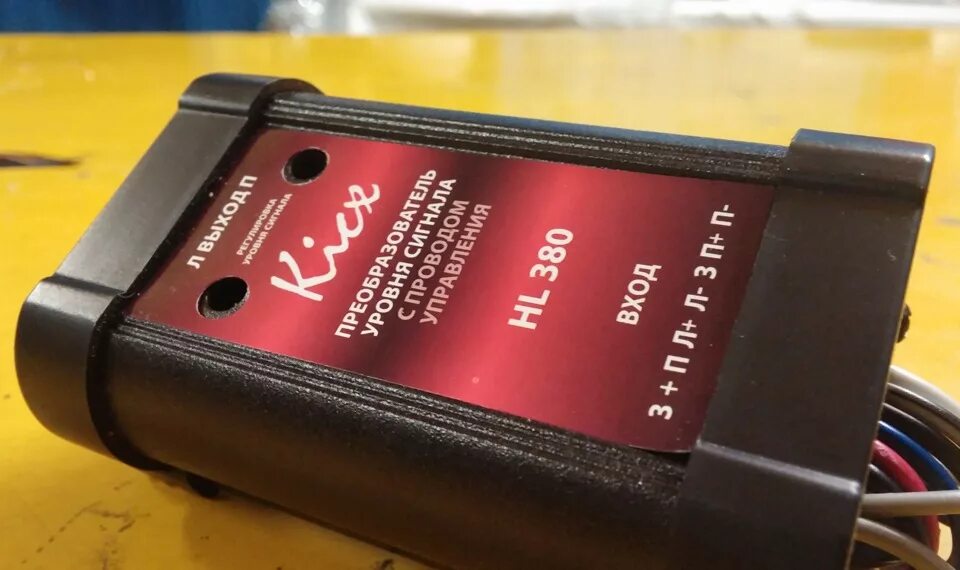 Л ВЫХОД П
РЕГУЛИРОВКА
УРОВНЯ СИГНАЛА
Kicx
ПРЕОБРАЗОВАТЕЛЬ
УРОВНЯ СИГНАЛА
С ПРОВОДОМ
УПРАВЛЕНИЯ
HL 380
ВХОД
З + П Л+ Л- З П+ П-